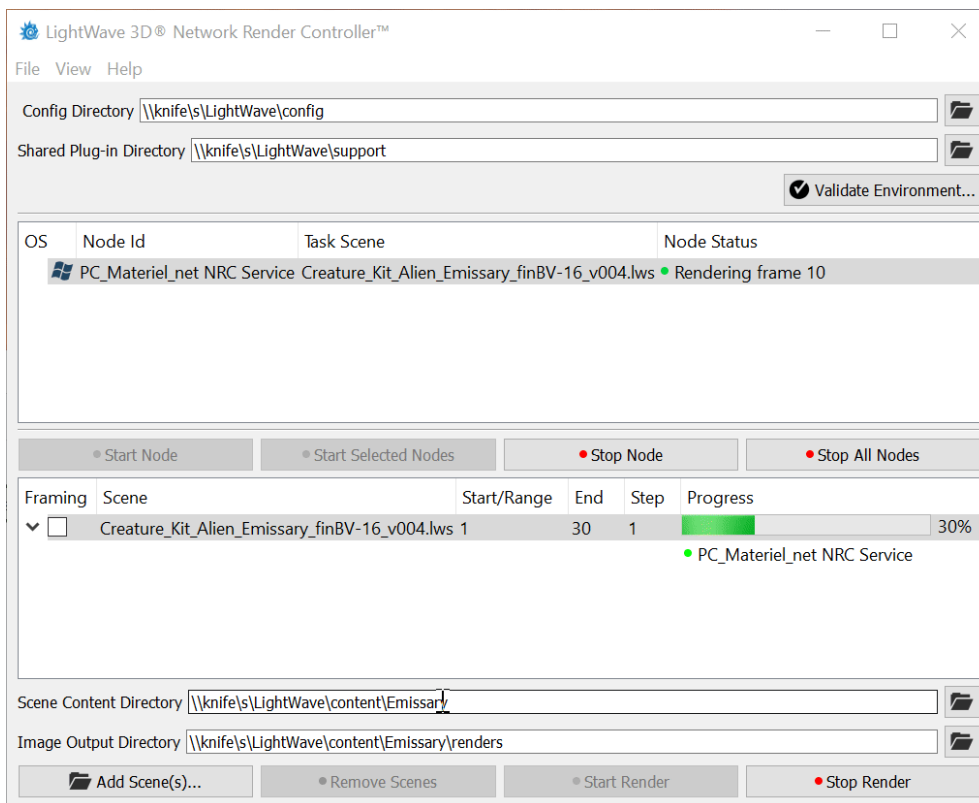 LightWave 3D® Network Render Controller™
File View Help
Config Directory \\knife\s\LightWave\config
Shared Plug-in Directory \\knife\s\LightWave\support
Validate Environment...
OS Node Id Task Scene Node Status
PC_Materiel_net NRC Service Creature_Kit_Alien_Emissary_finBV-16_v004.lws Rendering frame 10
Start Node Start Selected Nodes Stop Node Stop All Nodes
Framing Scene Start/Range End Step Progress
Creature_Kit_Alien_Emissary_finBV-16_v004.lws 1 30 1 30%
PC_Materiel_net NRC Service
Scene Content Directory \\knife\s\LightWave\content\Emissary
Image Output Directory \\knife\s\LightWave\content\Emissary\renders
Add Scene(s)... Remove Scenes Start Render Stop Render